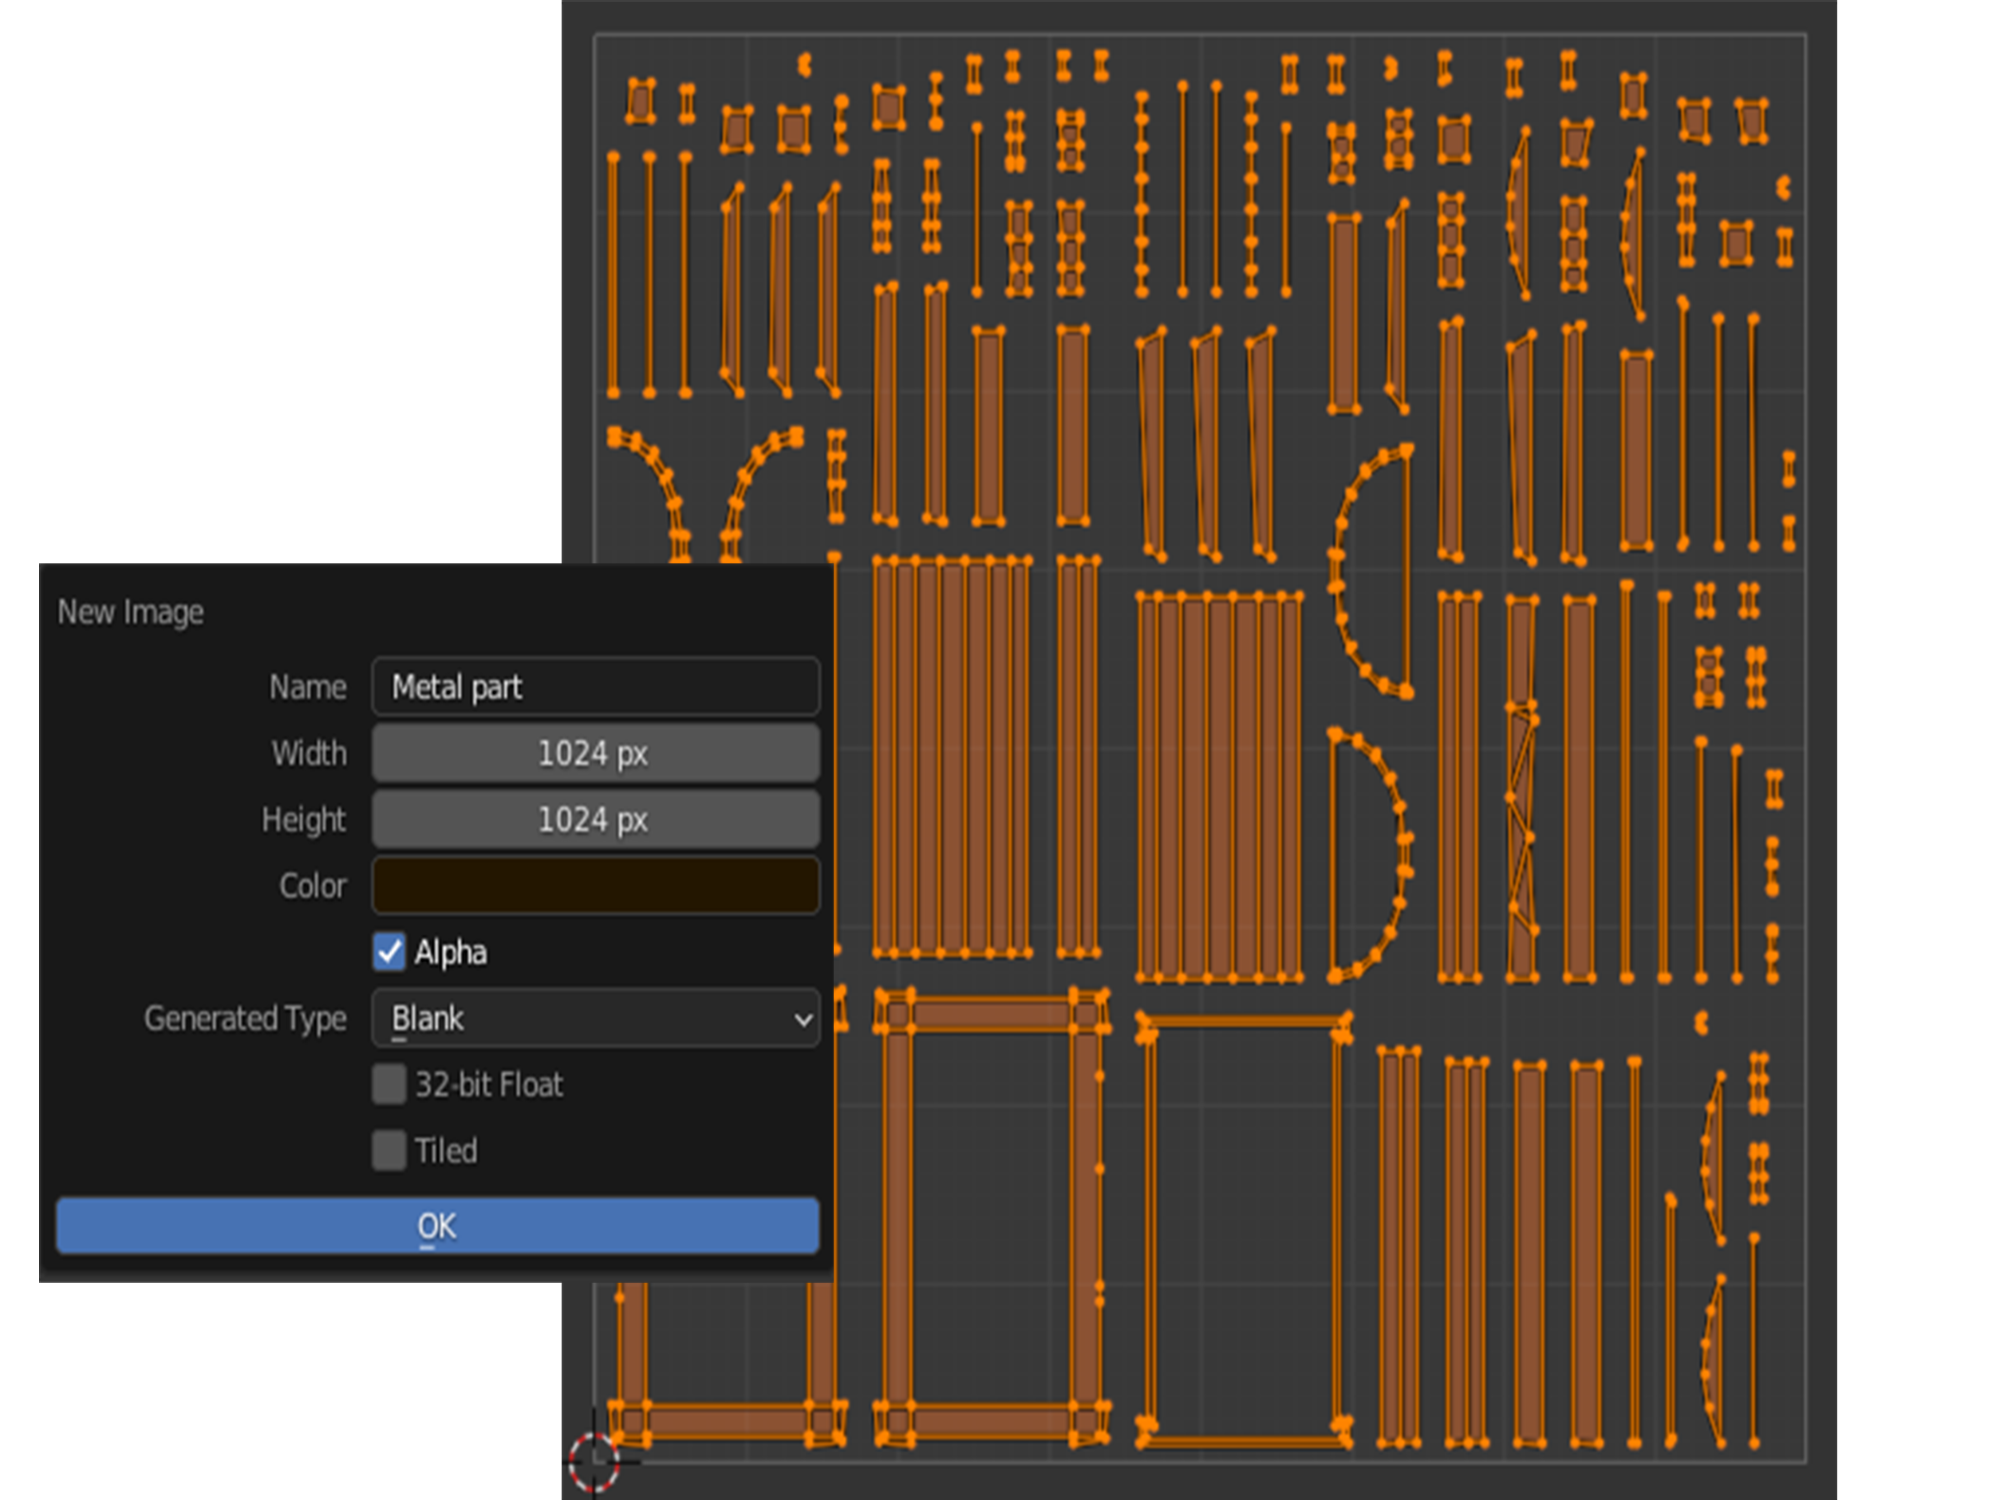 New Image
Name Metal part
Width 1024 px
Height 1024 px
Color
Alpha
Generated Type Blank
32-bit Float
Tiled
OK